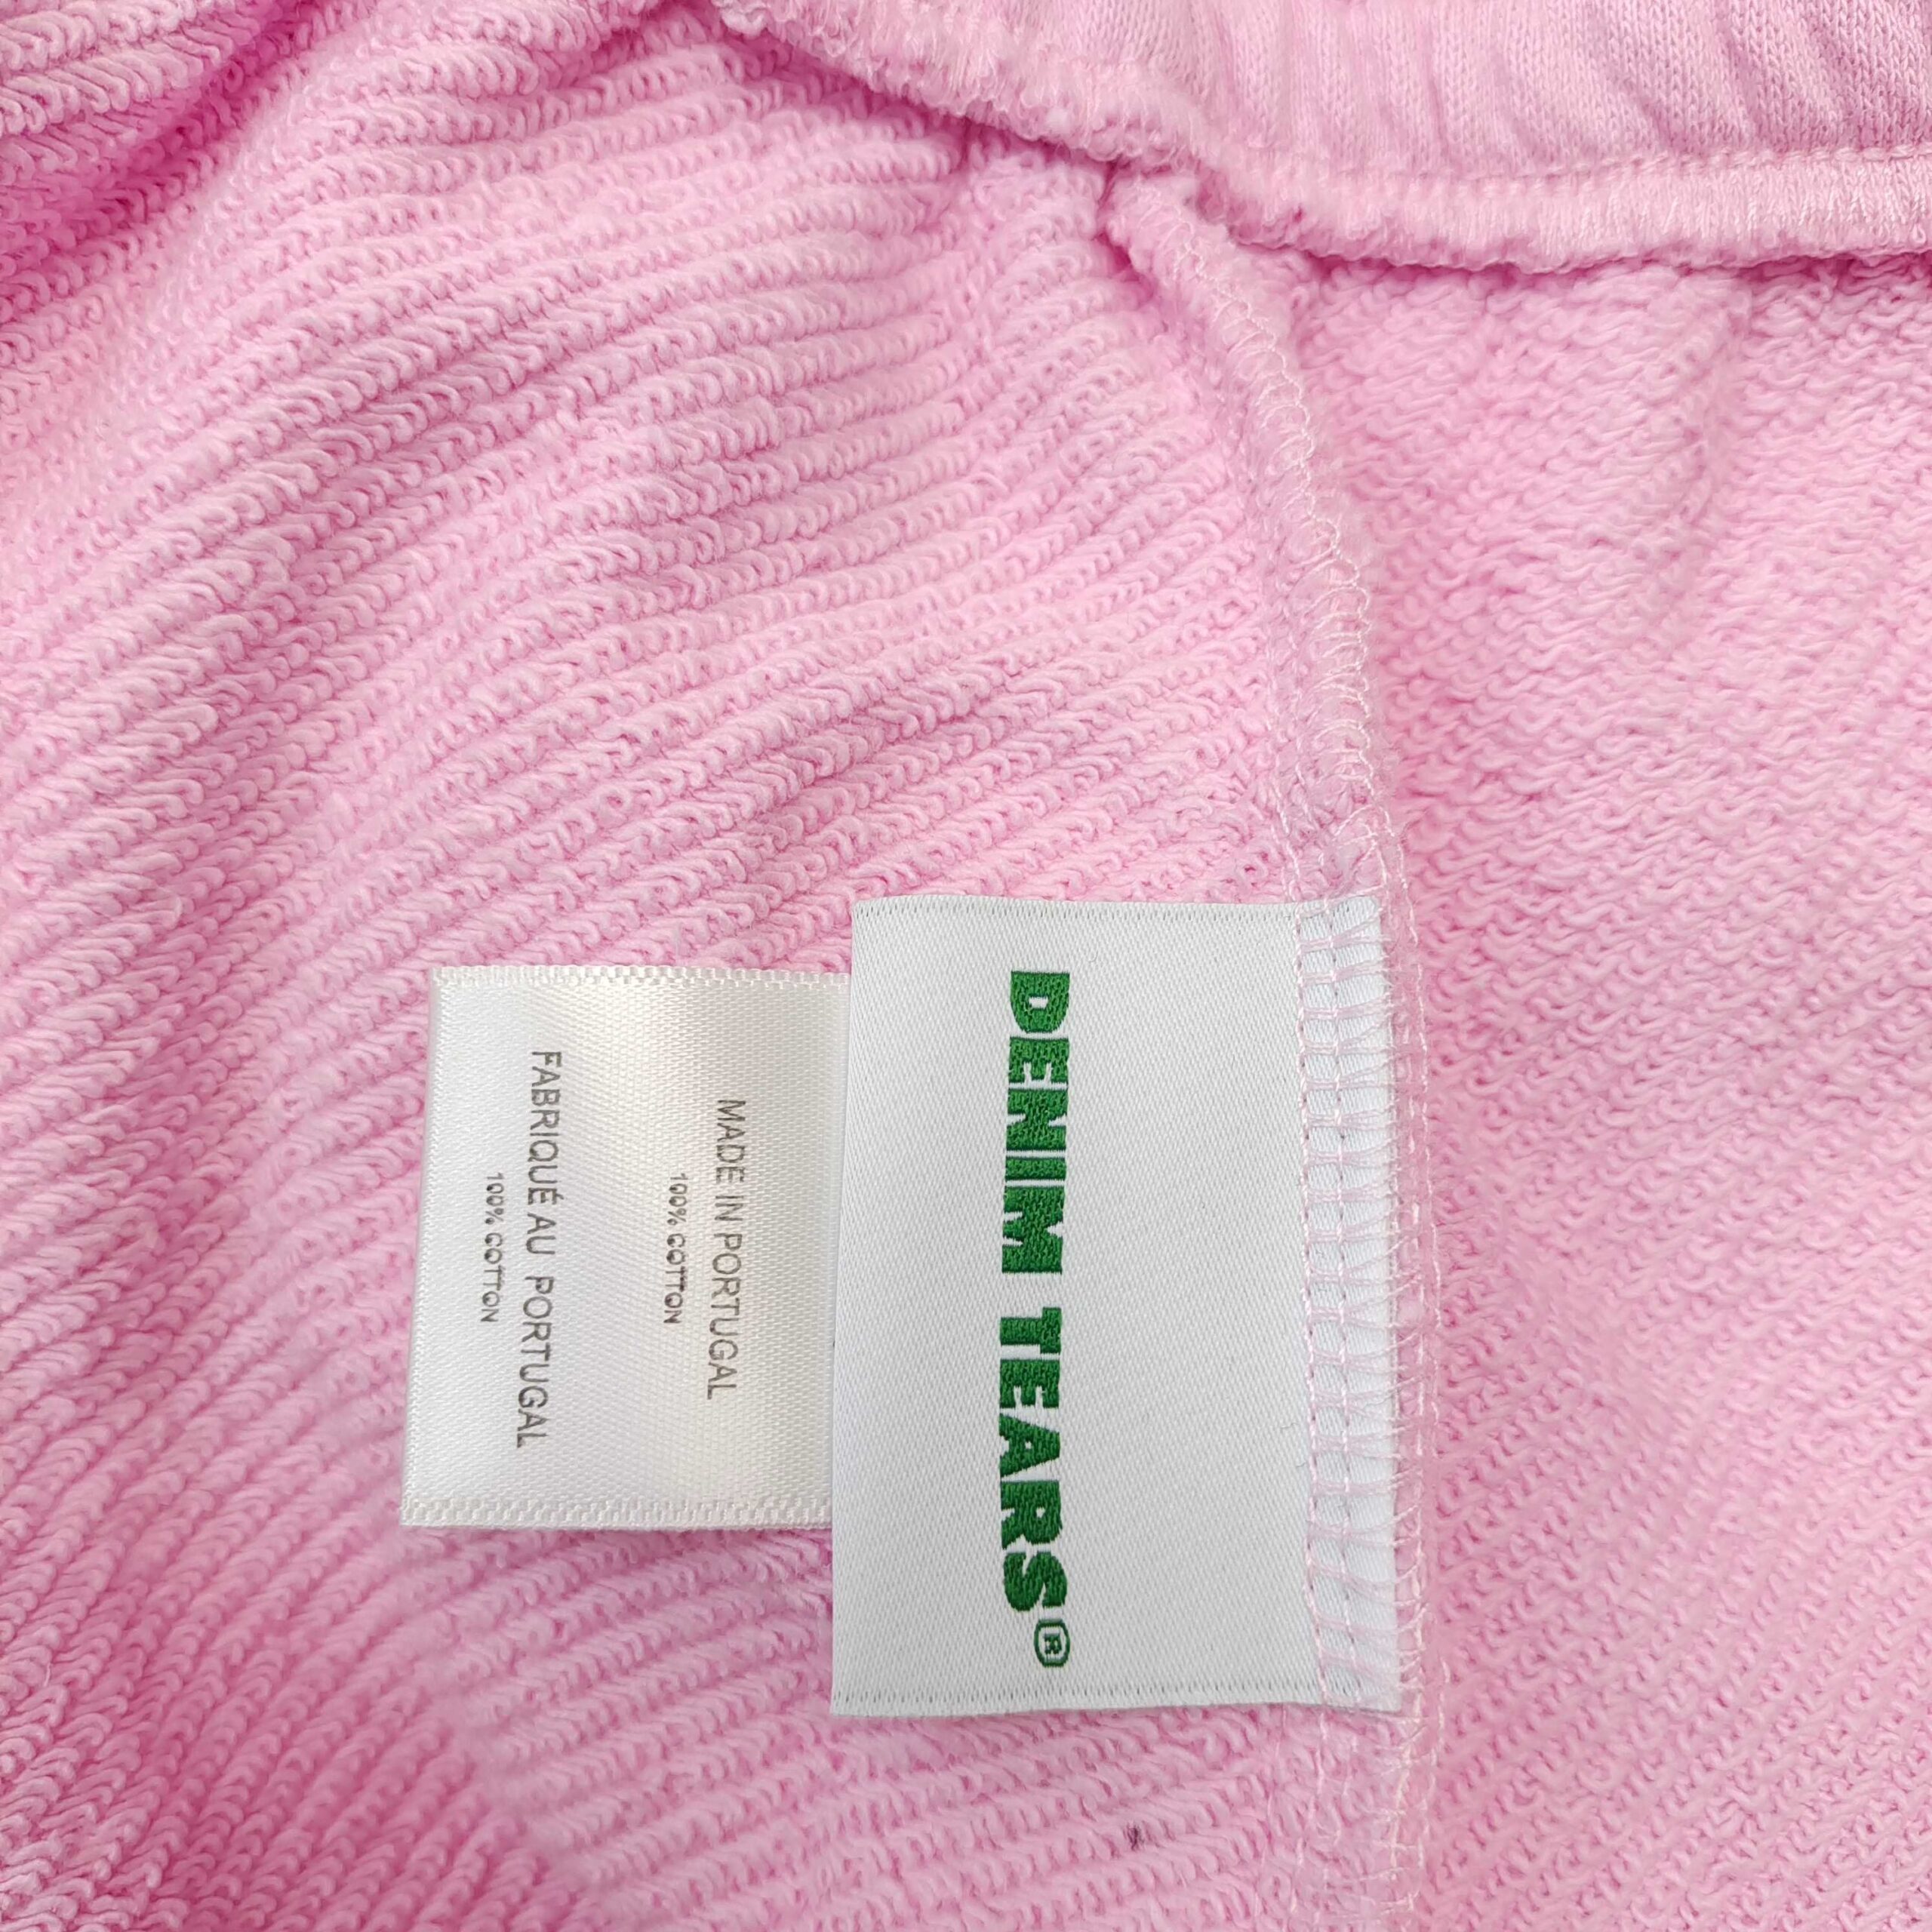 DENIM TEARS®
MADE IN PORTUGAL
100% COTTON
FABRIQUÉ AU PORTUGAL
100% COTTON